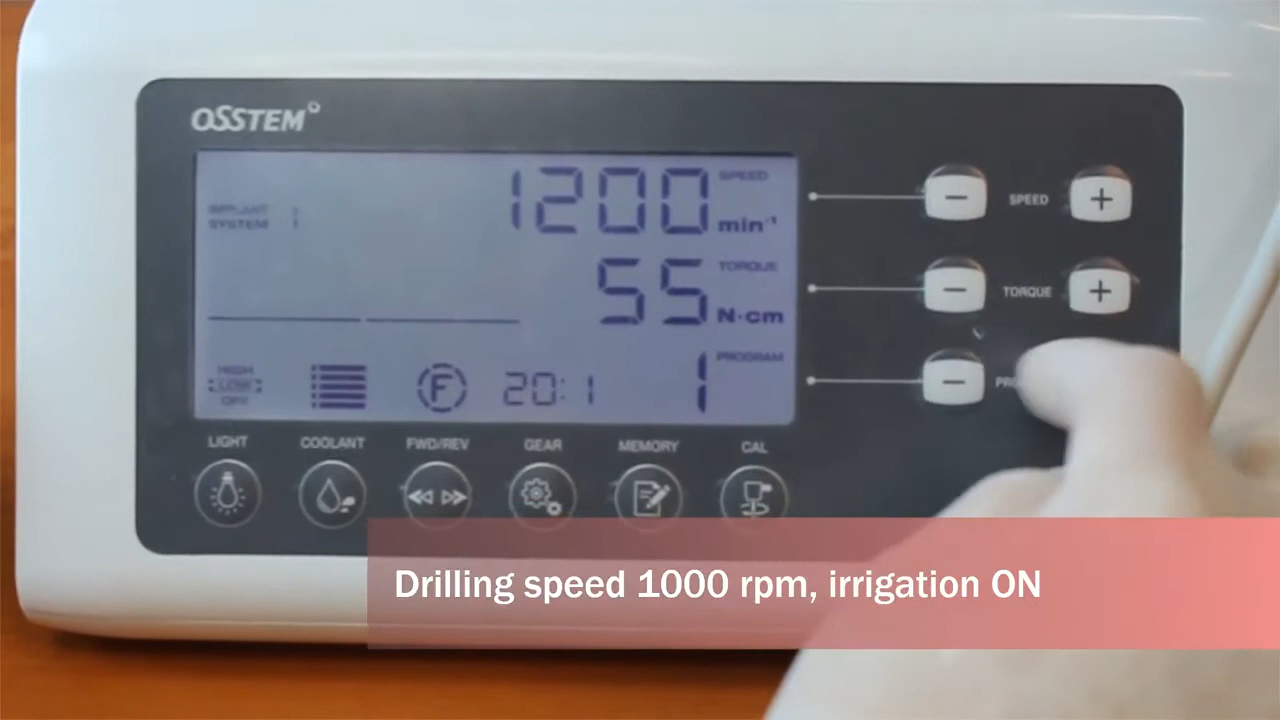 OSSTEM
IMPLANT
SYSTEM 1
1200 SPEED
min⁻¹
55 TORQUE
N·cm
1 PROGRAM
HIGH
LOW
OFF
F
20:1
LIGHT COOLANT FWD/REV GEAR MEMORY CAL
− SPEED +
− TORQUE +
−
Drilling speed 1000 rpm, irrigation ON